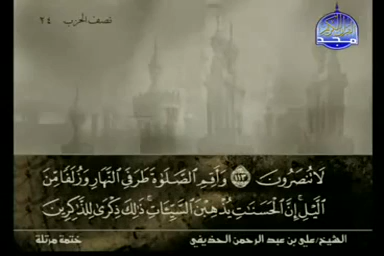 نصف الحزب ٢٤
مجد
لَا تُنصَرُونَ ١١٣ وَأَقِمِ الصَّلَوٰةَ طَرَفَيِ النَّهَارِ وَزُلَفًا مِّنَ
الَّيْلِ إِنَّ الْحَسَنَٰتِ يُذْهِبْنَ السَّيِّـَٔاتِ ذَٰلِكَ ذِكْرَىٰ لِلذَّٰكِرِينَ
الشيخ/علي بن عبد الرحمن الحذيفي
ختمة مرتلة